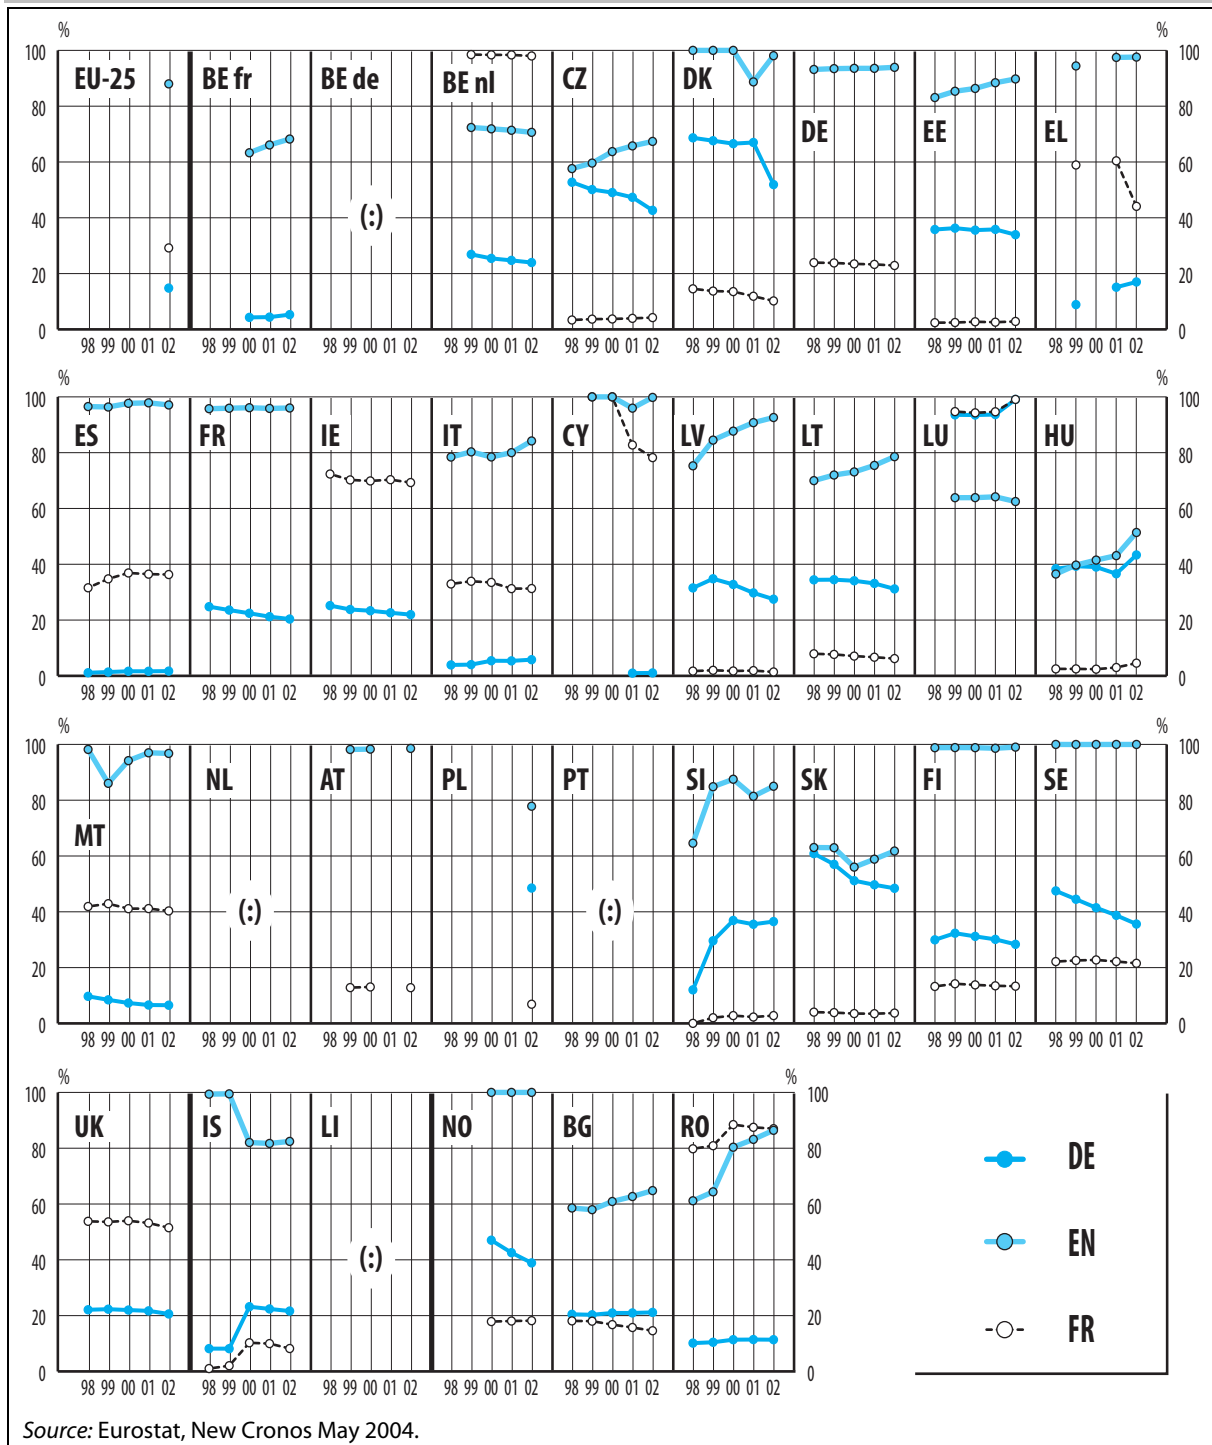 % %
100 EU-25 BE fr BE de BE nl CZ DK 100
80 80
DE EE EL
60 60
(:)
40 40
20 20
0 0
98 99 00 01 02 98 99 00 01 02 98 99 00 01 02 98 99 00 01 02 98 99 00 01 02 98 99 00 01 02 98 99 00 01 02 98 99 00 01 02 98 99 00 01 02
% %
100 100
ES FR IE IT CY LV LT LU HU
80 80
60 60
40 40
20 20
0 0
98 99 00 01 02 98 99 00 01 02 98 99 00 01 02 98 99 00 01 02 98 99 00 01 02 98 99 00 01 02 98 99 00 01 02 98 99 00 01 02 98 99 00 01 02
% %
100 100
NL AT PL PT SI SK FI SE
80 80
MT
60 60
(:) (:)
40 40
20 20
0 0
98 99 00 01 02 98 99 00 01 02 98 99 00 01 02 98 99 00 01 02 98 99 00 01 02 98 99 00 01 02 98 99 00 01 02 98 99 00 01 02 98 99 00 01 02
% %
100 100
UK IS LI NO BG RO
80 80
DE
60 60
EN
(:)
40 40
20 20
FR
0 0
98 99 00 01 02 98 99 00 01 02 98 99 00 01 02 98 99 00 01 02 98 99 00 01 02 98 99 00 01 02
Source: Eurostat, New Cronos May 2004.